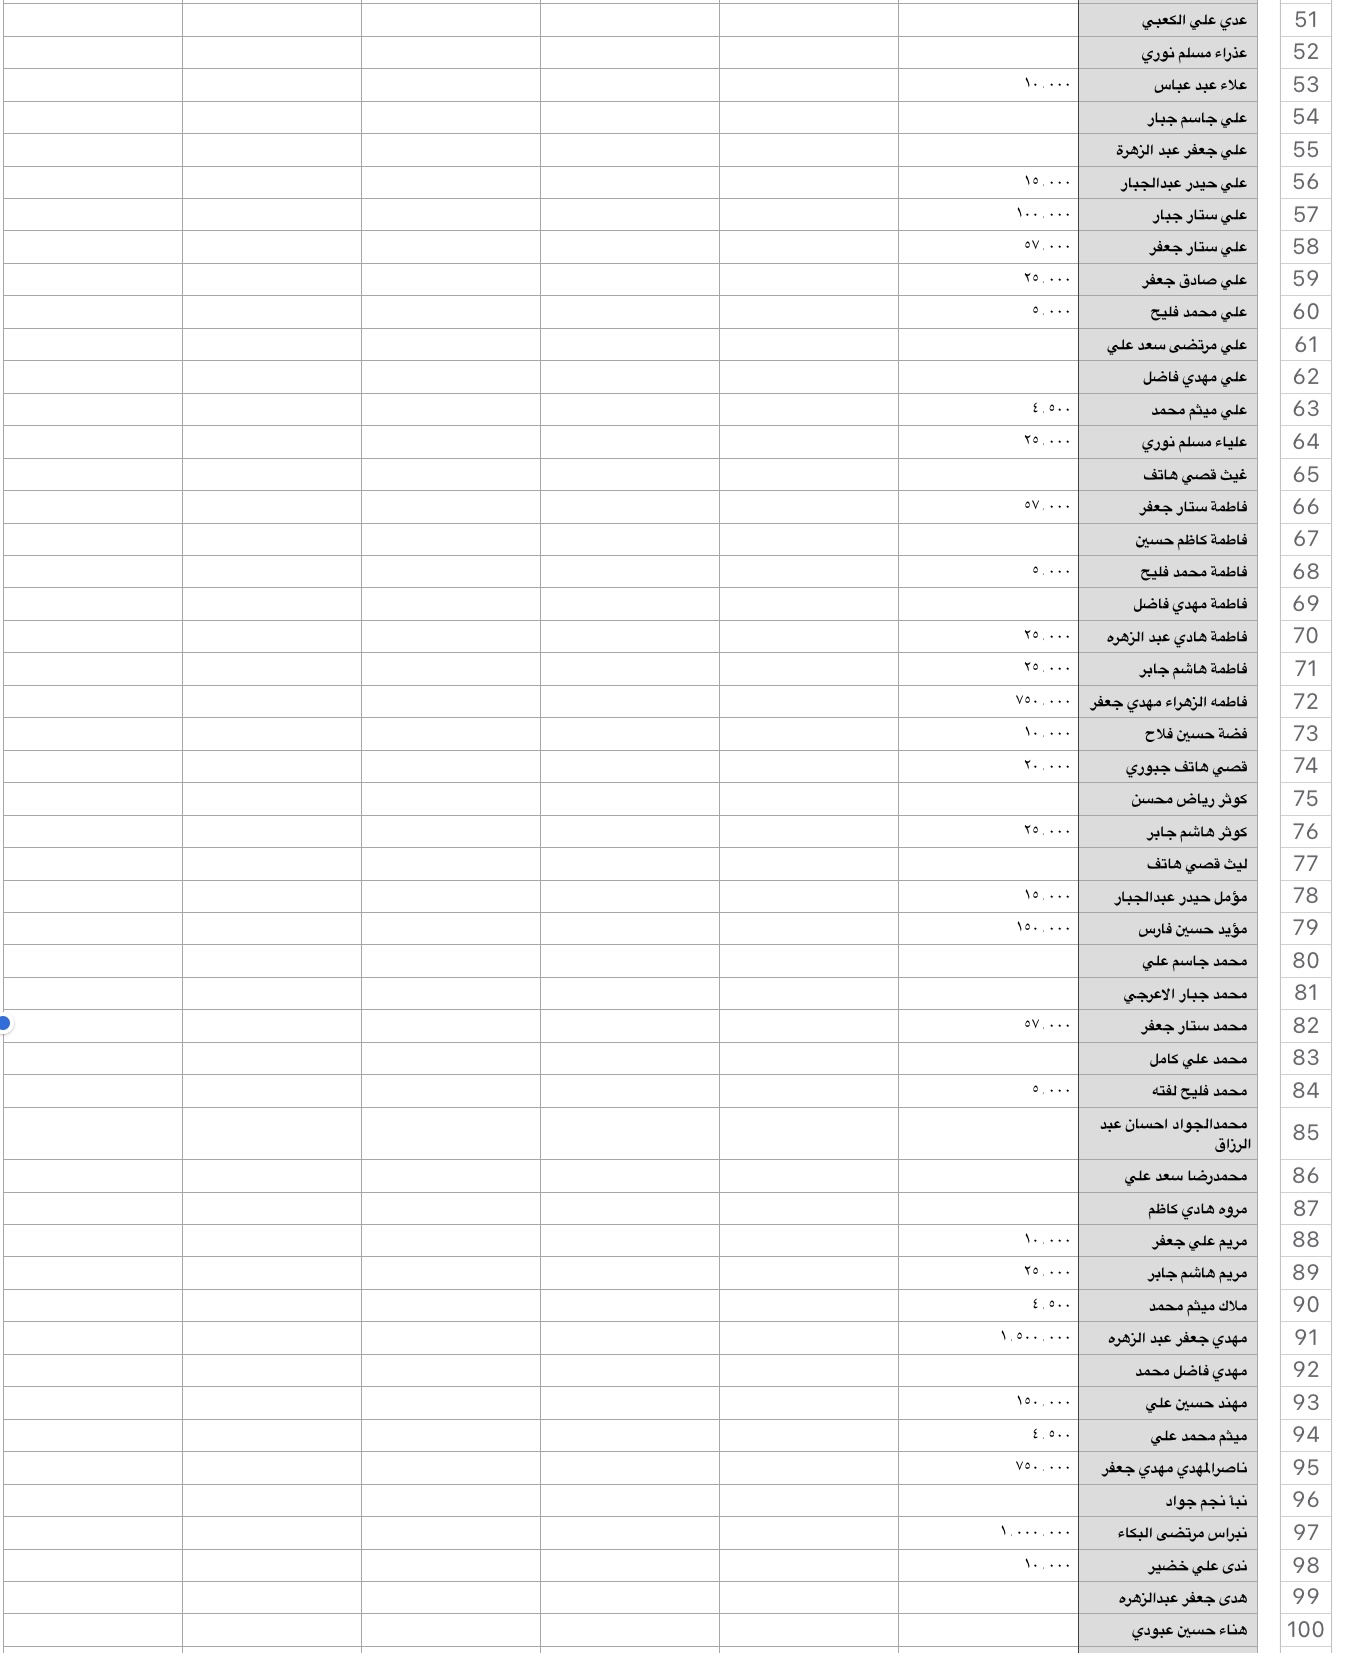 51 عدي علي الكعبي
52 عذراء مسلم نوري
53 علاء عبد عباس ١٠.٠٠٠
54 علي جاسم جبار
55 علي جعفر عبد الزهرة
56 علي حيدر عبدالجبار ١٥.٠٠٠
57 علي ستار جبار ١٠٠.٠٠٠
58 علي ستار جعفر ٥٧.٠٠٠
59 علي صادق جعفر ٢٥.٠٠٠
60 علي محمد فليح ٥.٠٠٠
61 علي مرتضى سعد علي
62 علي مهدي فاضل
63 علي ميثم محمد ٤.٥٠٠
64 علياء مسلم نوري ٢٥.٠٠٠
65 غيث قصي هاتف
66 فاطمة ستار جعفر ٥٧.٠٠٠
67 فاطمة كاظم حسين
68 فاطمة محمد فليح ٥.٠٠٠
69 فاطمة مهدي فاضل
70 فاطمة هادي عبد الزهره ٢٥.٠٠٠
71 فاطمة هاشم جابر ٢٥.٠٠٠
72 فاطمه الزهراء مهدي جعفر ٧٥٠.٠٠٠
73 فضة حسين فلاح ١٠.٠٠٠
74 قصي هاتف جبوري ٢٠.٠٠٠
75 كوثر رياض محسن
76 كوثر هاشم جابر ٢٥.٠٠٠
77 ليث قصي هاتف
78 مؤمل حيدر عبدالجبار ١٥.٠٠٠
79 مؤيد حسين فارس ١٥٠.٠٠٠
80 محمد جاسم علي
81 محمد جبار الاعرجي
82 محمد ستار جعفر ٥٧.٠٠٠
83 محمد علي كامل
84 محمد فليح لفته ٥.٠٠٠
85 محمدالجواد احسان عبد
الرزاق
86 محمدرضا سعد علي
87 مروه هادي كاظم
88 مريم علي جعفر ١٠.٠٠٠
89 مريم هاشم جابر ٢٥.٠٠٠
90 ملاك ميثم محمد ٤.٥٠٠
91 مهدي جعفر عبد الزهره ١.٥٠٠.٠٠٠
92 مهدي فاضل محمد
93 مهند حسين علي ١٥٠.٠٠٠
94 ميثم محمد علي ٤.٥٠٠
95 ناصرالمهدي مهدي جعفر ٧٥٠.٠٠٠
96 نبأ نجم جواد
97 نبراس مرتضى البكاء ١.٠٠٠.٠٠٠
98 ندى علي خضير ١٠.٠٠٠
99 هدى جعفر عبدالزهره
100 هناء حسين عبودي